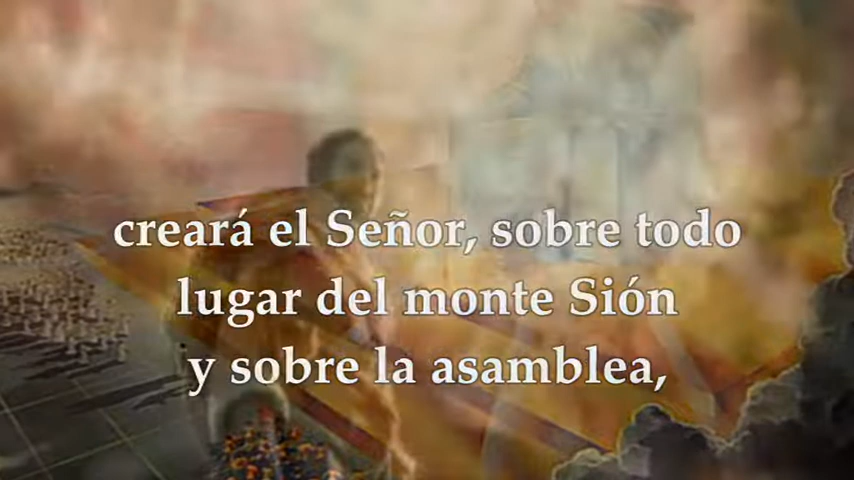 creará el Señor, sobre todo
lugar del monte Sión
y sobre la asamblea,